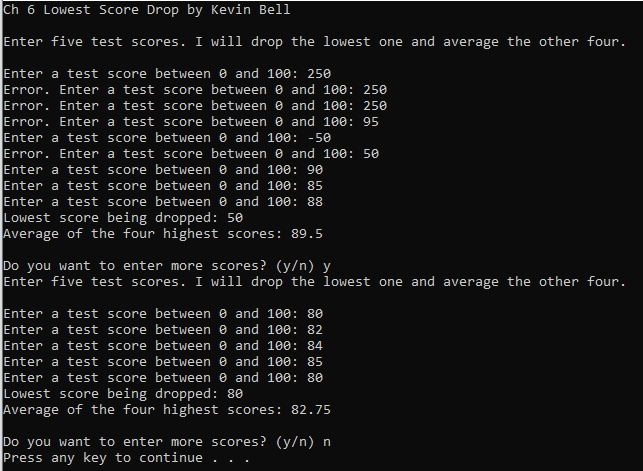 Ch 6 Lowest Score Drop by Kevin Bell
Enter five test scores. I will drop the lowest one and average the other four.
Enter a test score between 0 and 100: 250
Error. Enter a test score between 0 and 100: 250
Error. Enter a test score between 0 and 100: 250
Error. Enter a test score between 0 and 100: 95
Enter a test score between 0 and 100: -50
Error. Enter a test score between 0 and 100: 50
Enter a test score between 0 and 100: 90
Enter a test score between 0 and 100: 85
Enter a test score between 0 and 100: 88
Lowest score being dropped: 50
Average of the four highest scores: 89.5
Do you want to enter more scores? (y/n) y
Enter five test scores. I will drop the lowest one and average the other four.
Enter a test score between 0 and 100: 80
Enter a test score between 0 and 100: 82
Enter a test score between 0 and 100: 84
Enter a test score between 0 and 100: 85
Enter a test score between 0 and 100: 80
Lowest score being dropped: 80
Average of the four highest scores: 82.75
Do you want to enter more scores? (y/n) n
Press any key to continue . . .